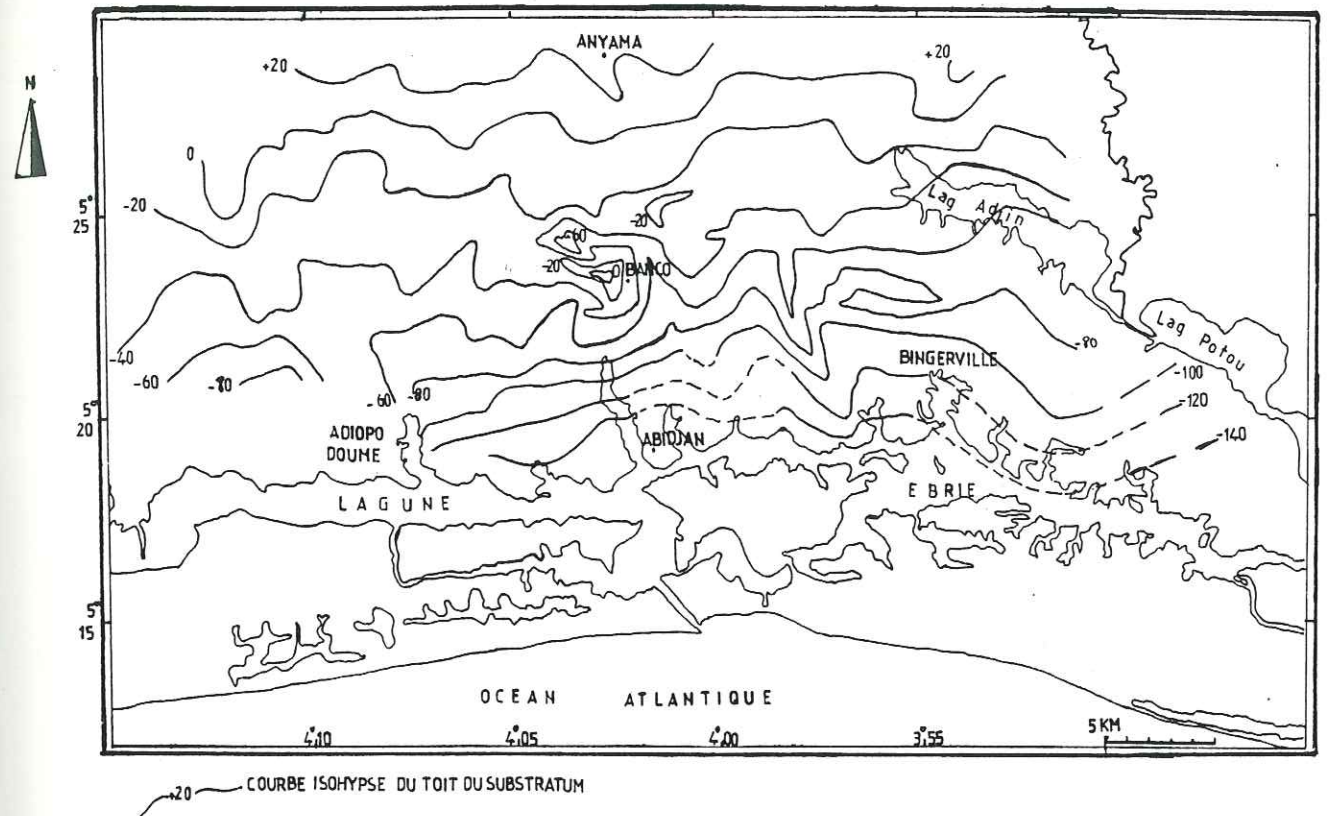 ANYAMA
+20
+20
N
0
-20
5°
25'
Lag Adjin
-60
-20
-20
0 BANCO
-40
-60
-80
-60
-80
-80
Lag Potou
BINGERVILLE
-100
-120
-140
5°
20'
ADIOPO
DOUME
ABIDJAN
LAGUNE
EBRIE
5°
15'
OCEAN ATLANTIQUE
4°10
4°05
4°00
3°55
5 KM
+20
COURBE ISOHYPSE DU TOIT DU SUBSTRATUM